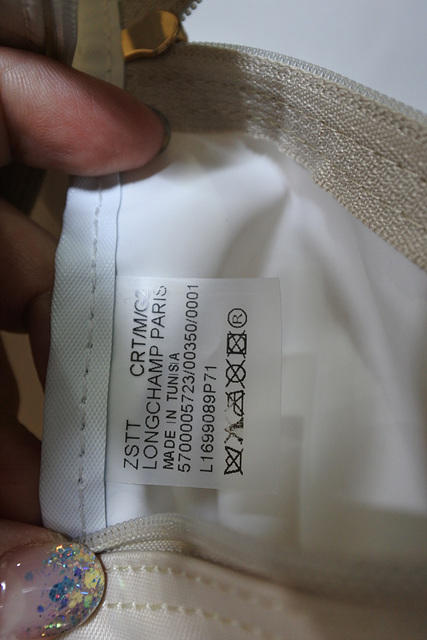 ZSTT CRT/M/G2
LONGCHAMP PARIS
MADE IN TUNISIA
5700005723/00350/0001
L1699089P71